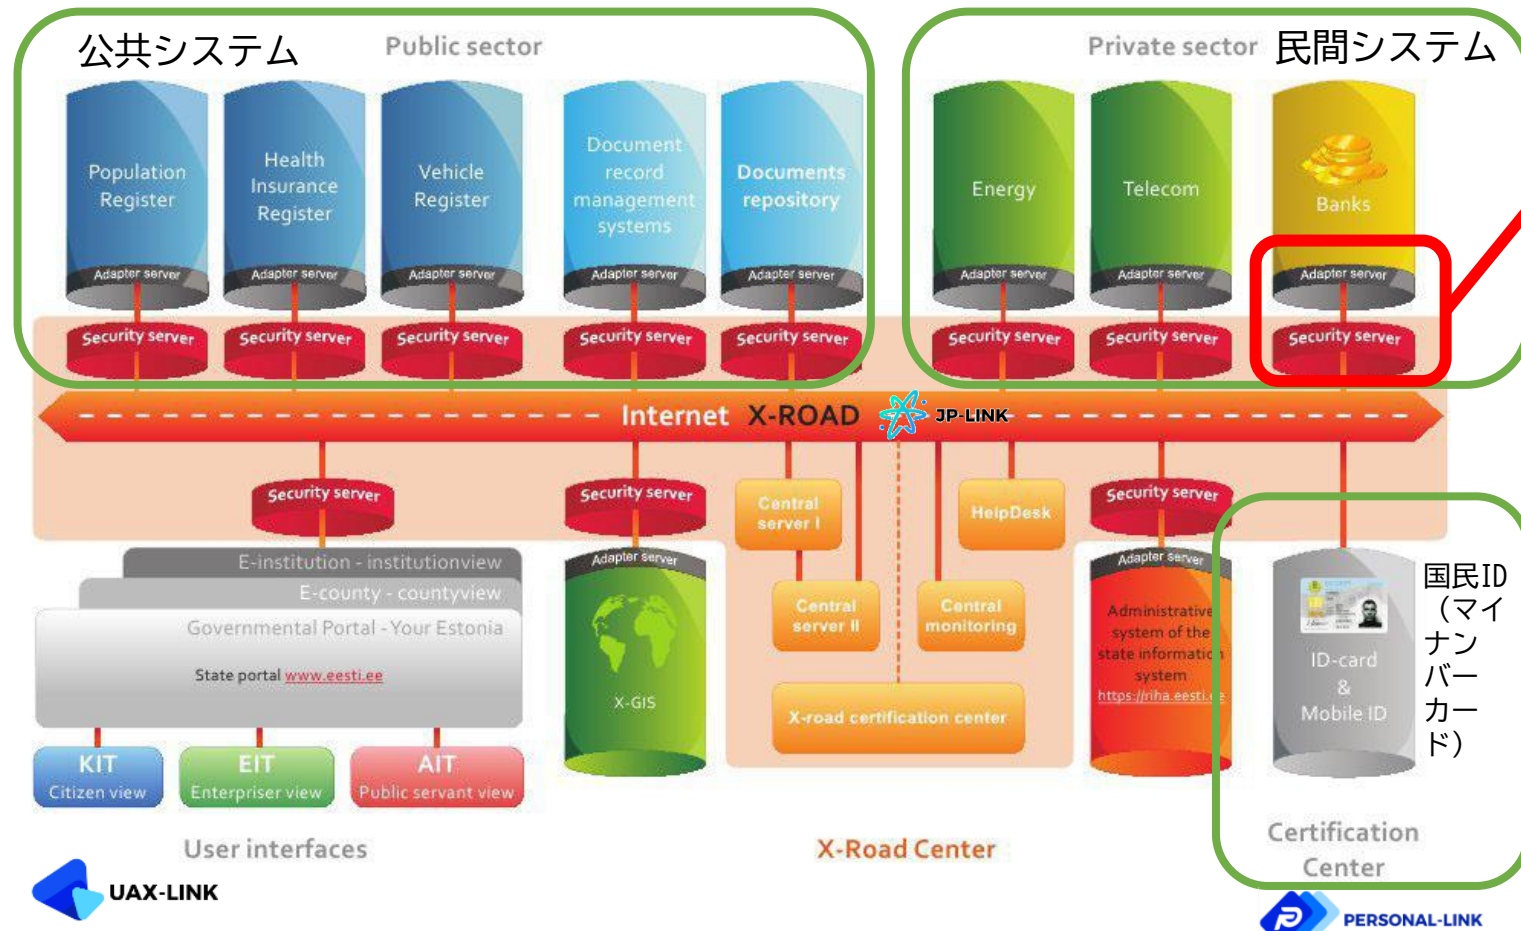 公共システム
Public sector
Private sector
民間システム
Population
Register
Health
Insurance
Register
Vehicle
Register
Document
record
management
systems
Documents
repository
Energy
Telecom
Banks
Adapter server
Adapter server
Adapter server
Adapter server
Adapter server
Adapter server
Adapter server
Adapter server
Security server
Security server
Security server
Security server
Security server
Security server
Security server
Security server
Internet X-ROAD JP-LINK
Security server
Security server
Security server
Central
server I
HelpDesk
E-institution - institutionview
E-county - countyview
Governmental Portal - Your Estonia
State portal www.eesti.ee
Adapter server
X-GIS
Central
server II
Central
monitoring
X-road certification center
Adapter server
Administrative
system of the
state information
system
https://riha.eesti.ee
ID-card
&
Mobile ID
国民ID
（マイ
ナン
バー
カー
ド）
KIT
Citizen view
EIT
Enterpriser view
AIT
Public servant view
User interfaces
X-Road Center
Certification
Center
UAX-LINK
PERSONAL-LINK